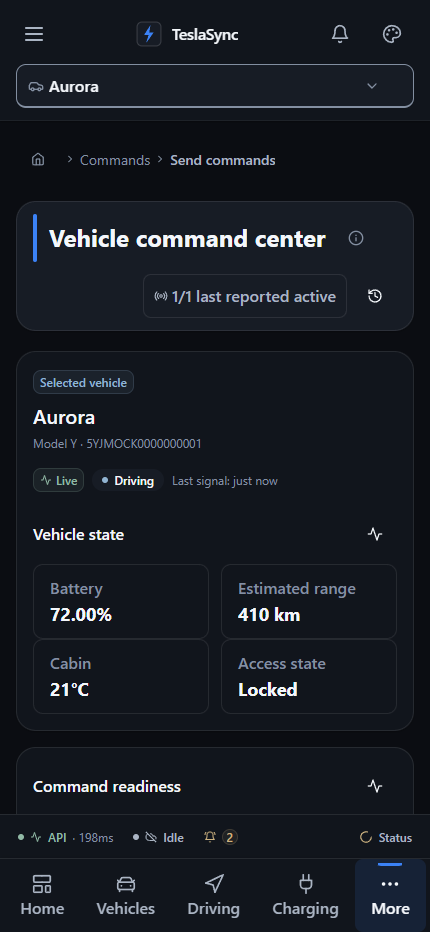 TeslaSync
Aurora
Commands
Send commands
Vehicle command center
1/1 last reported active
Selected vehicle
Aurora
Model Y · 5YJMOCK0000000001
Live
Driving
Last signal: just now
Vehicle state
Battery
72.00%
Estimated range
410 km
Cabin
21°C
Access state
Locked
Command readiness
API · 198ms
Idle
2
Status
Home
Vehicles
Driving
Charging
More